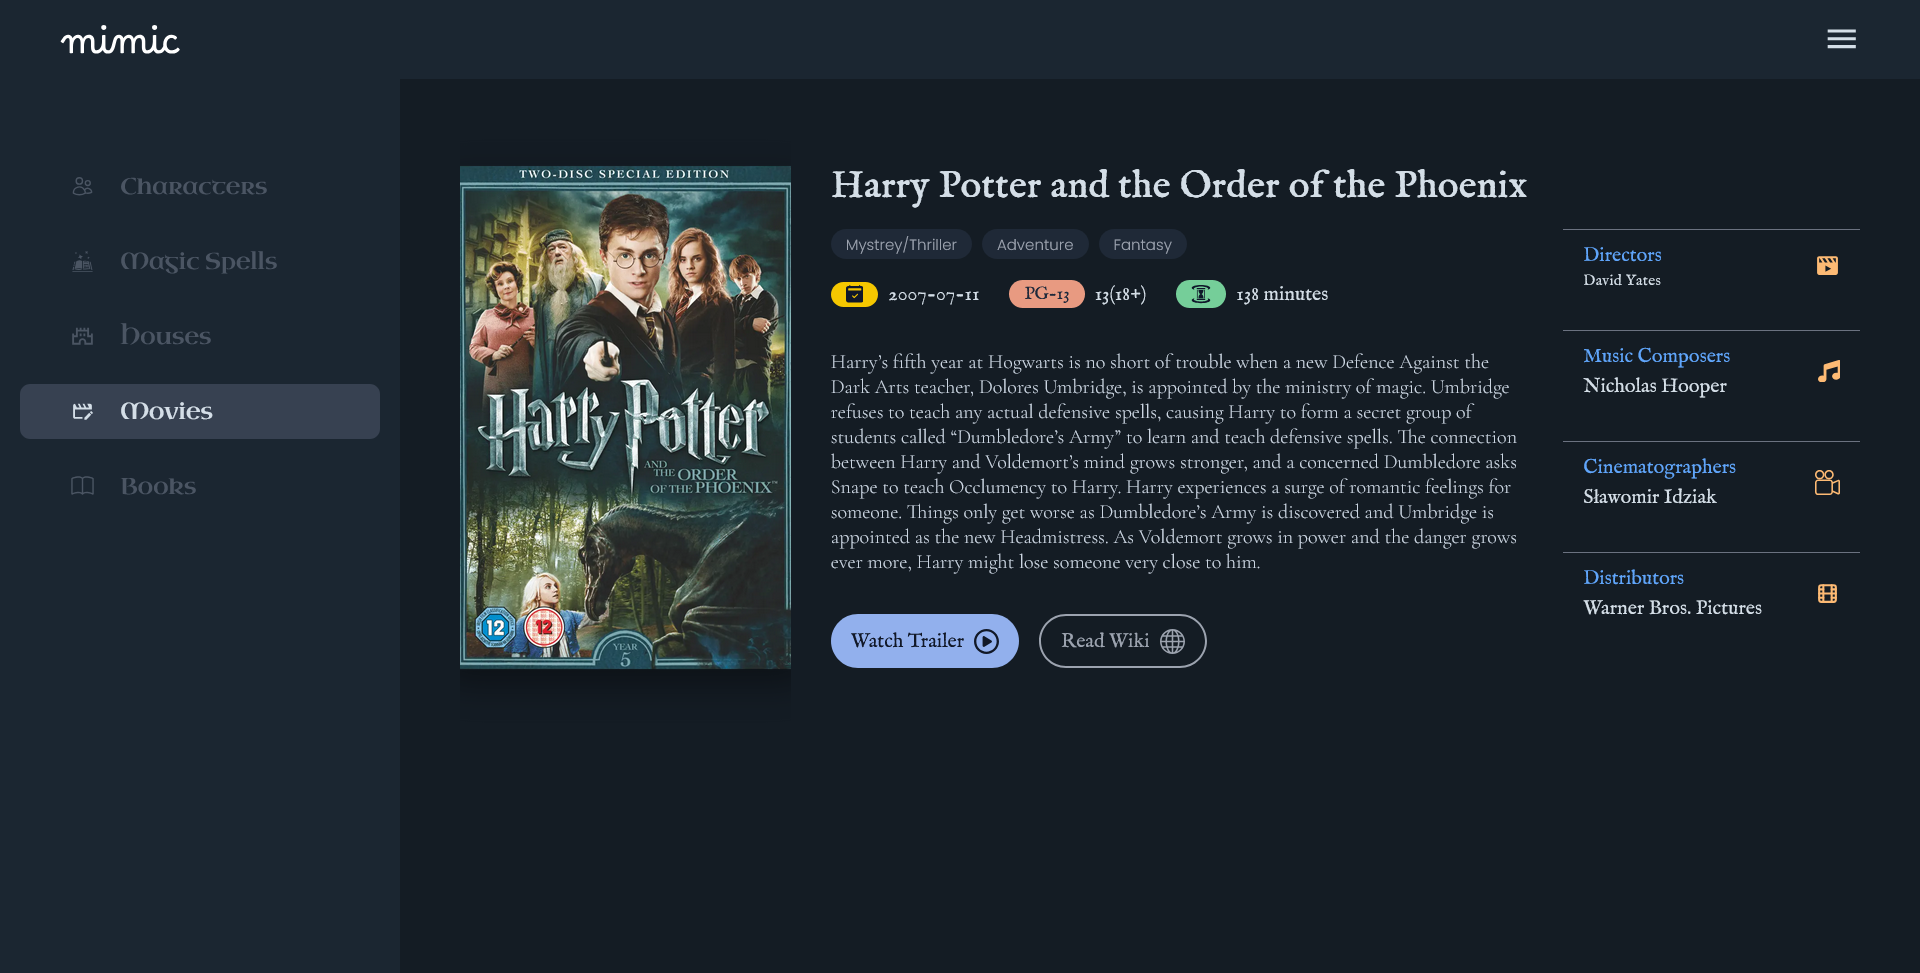 mimic
Characters
Magic Spells
Houses
Movies
Books
TWO-DISC SPECIAL EDITION
Harry Potter
AND
THE ORDER
OF THE PHOENIX™
12
12
YEAR
5
Harry Potter and the Order of the Phoenix
Mystrey/Thriller Adventure Fantasy
2007-07-11 PG-13 13(18+) 138 minutes
Harry’s fifth year at Hogwarts is no short of trouble when a new Defence Against the
Dark Arts teacher, Dolores Umbridge, is appointed by the ministry of magic. Umbridge
refuses to teach any actual defensive spells, causing Harry to form a secret group of
students called “Dumbledore’s Army” to learn and teach defensive spells. The connection
between Harry and Voldemort’s mind grows stronger, and a concerned Dumbledore asks
Snape to teach Occlumency to Harry. Harry experiences a surge of romantic feelings for
someone. Things only get worse as Dumbledore’s Army is discovered and Umbridge is
appointed as the new Headmistress. As Voldemort grows in power and the danger grows
ever more, Harry might lose someone very close to him.
Watch Trailer
Read Wiki
Directors
David Yates
Music Composers
Nicholas Hooper
Cinematographers
Sławomir Idziak
Distributors
Warner Bros. Pictures